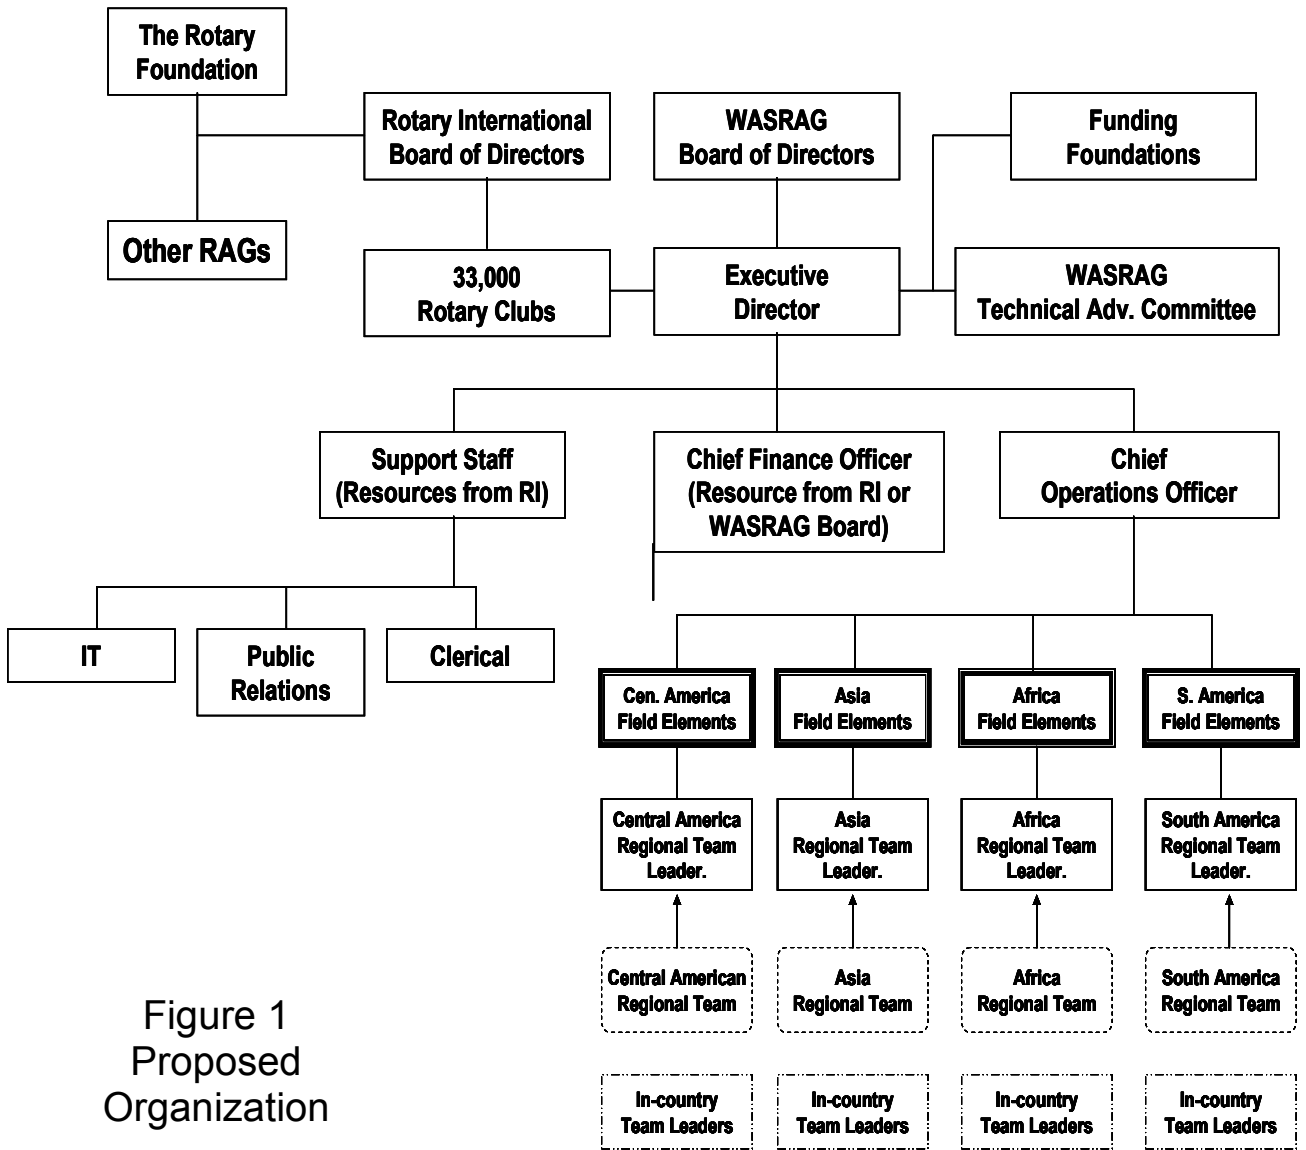 The Rotary
Foundation
Rotary International
Board of Directors
WASRAG
Board of Directors
Funding
Foundations
Other RAGs
33,000
Rotary Clubs
Executive
Director
WASRAG
Technical Adv. Committee
Support Staff
(Resources from RI)
Chief Finance Officer
(Resource from RI or
WASRAG Board)
Chief
Operations Officer
IT
Public
Relations
Clerical
Cen. America
Field Elements
Asia
Field Elements
Africa
Field Elements
S. America
Field Elements
Central America
Regional Team
Leader.
Asia
Regional Team
Leader.
Africa
Regional Team
Leader.
South America
Regional Team
Leader.
Central American
Regional Team
Asia
Regional Team
Africa
Regional Team
South America
Regional Team
In-country
Team Leaders
In-country
Team Leaders
In-country
Team Leaders
In-country
Team Leaders
Figure 1
Proposed
Organization